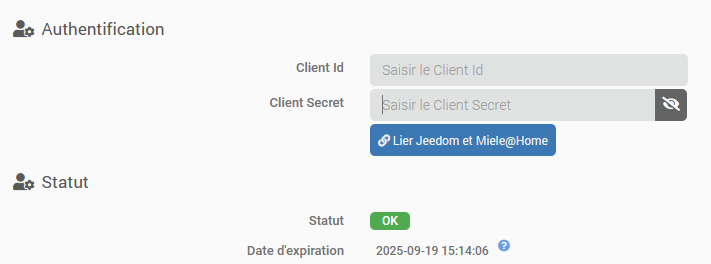 Authentification
Client Id Saisir le Client Id
Client Secret Saisir le Client Secret
Lier Jeedom et Miele@Home
Statut
Statut OK
Date d'expiration 2025-09-19 15:14:06 ?